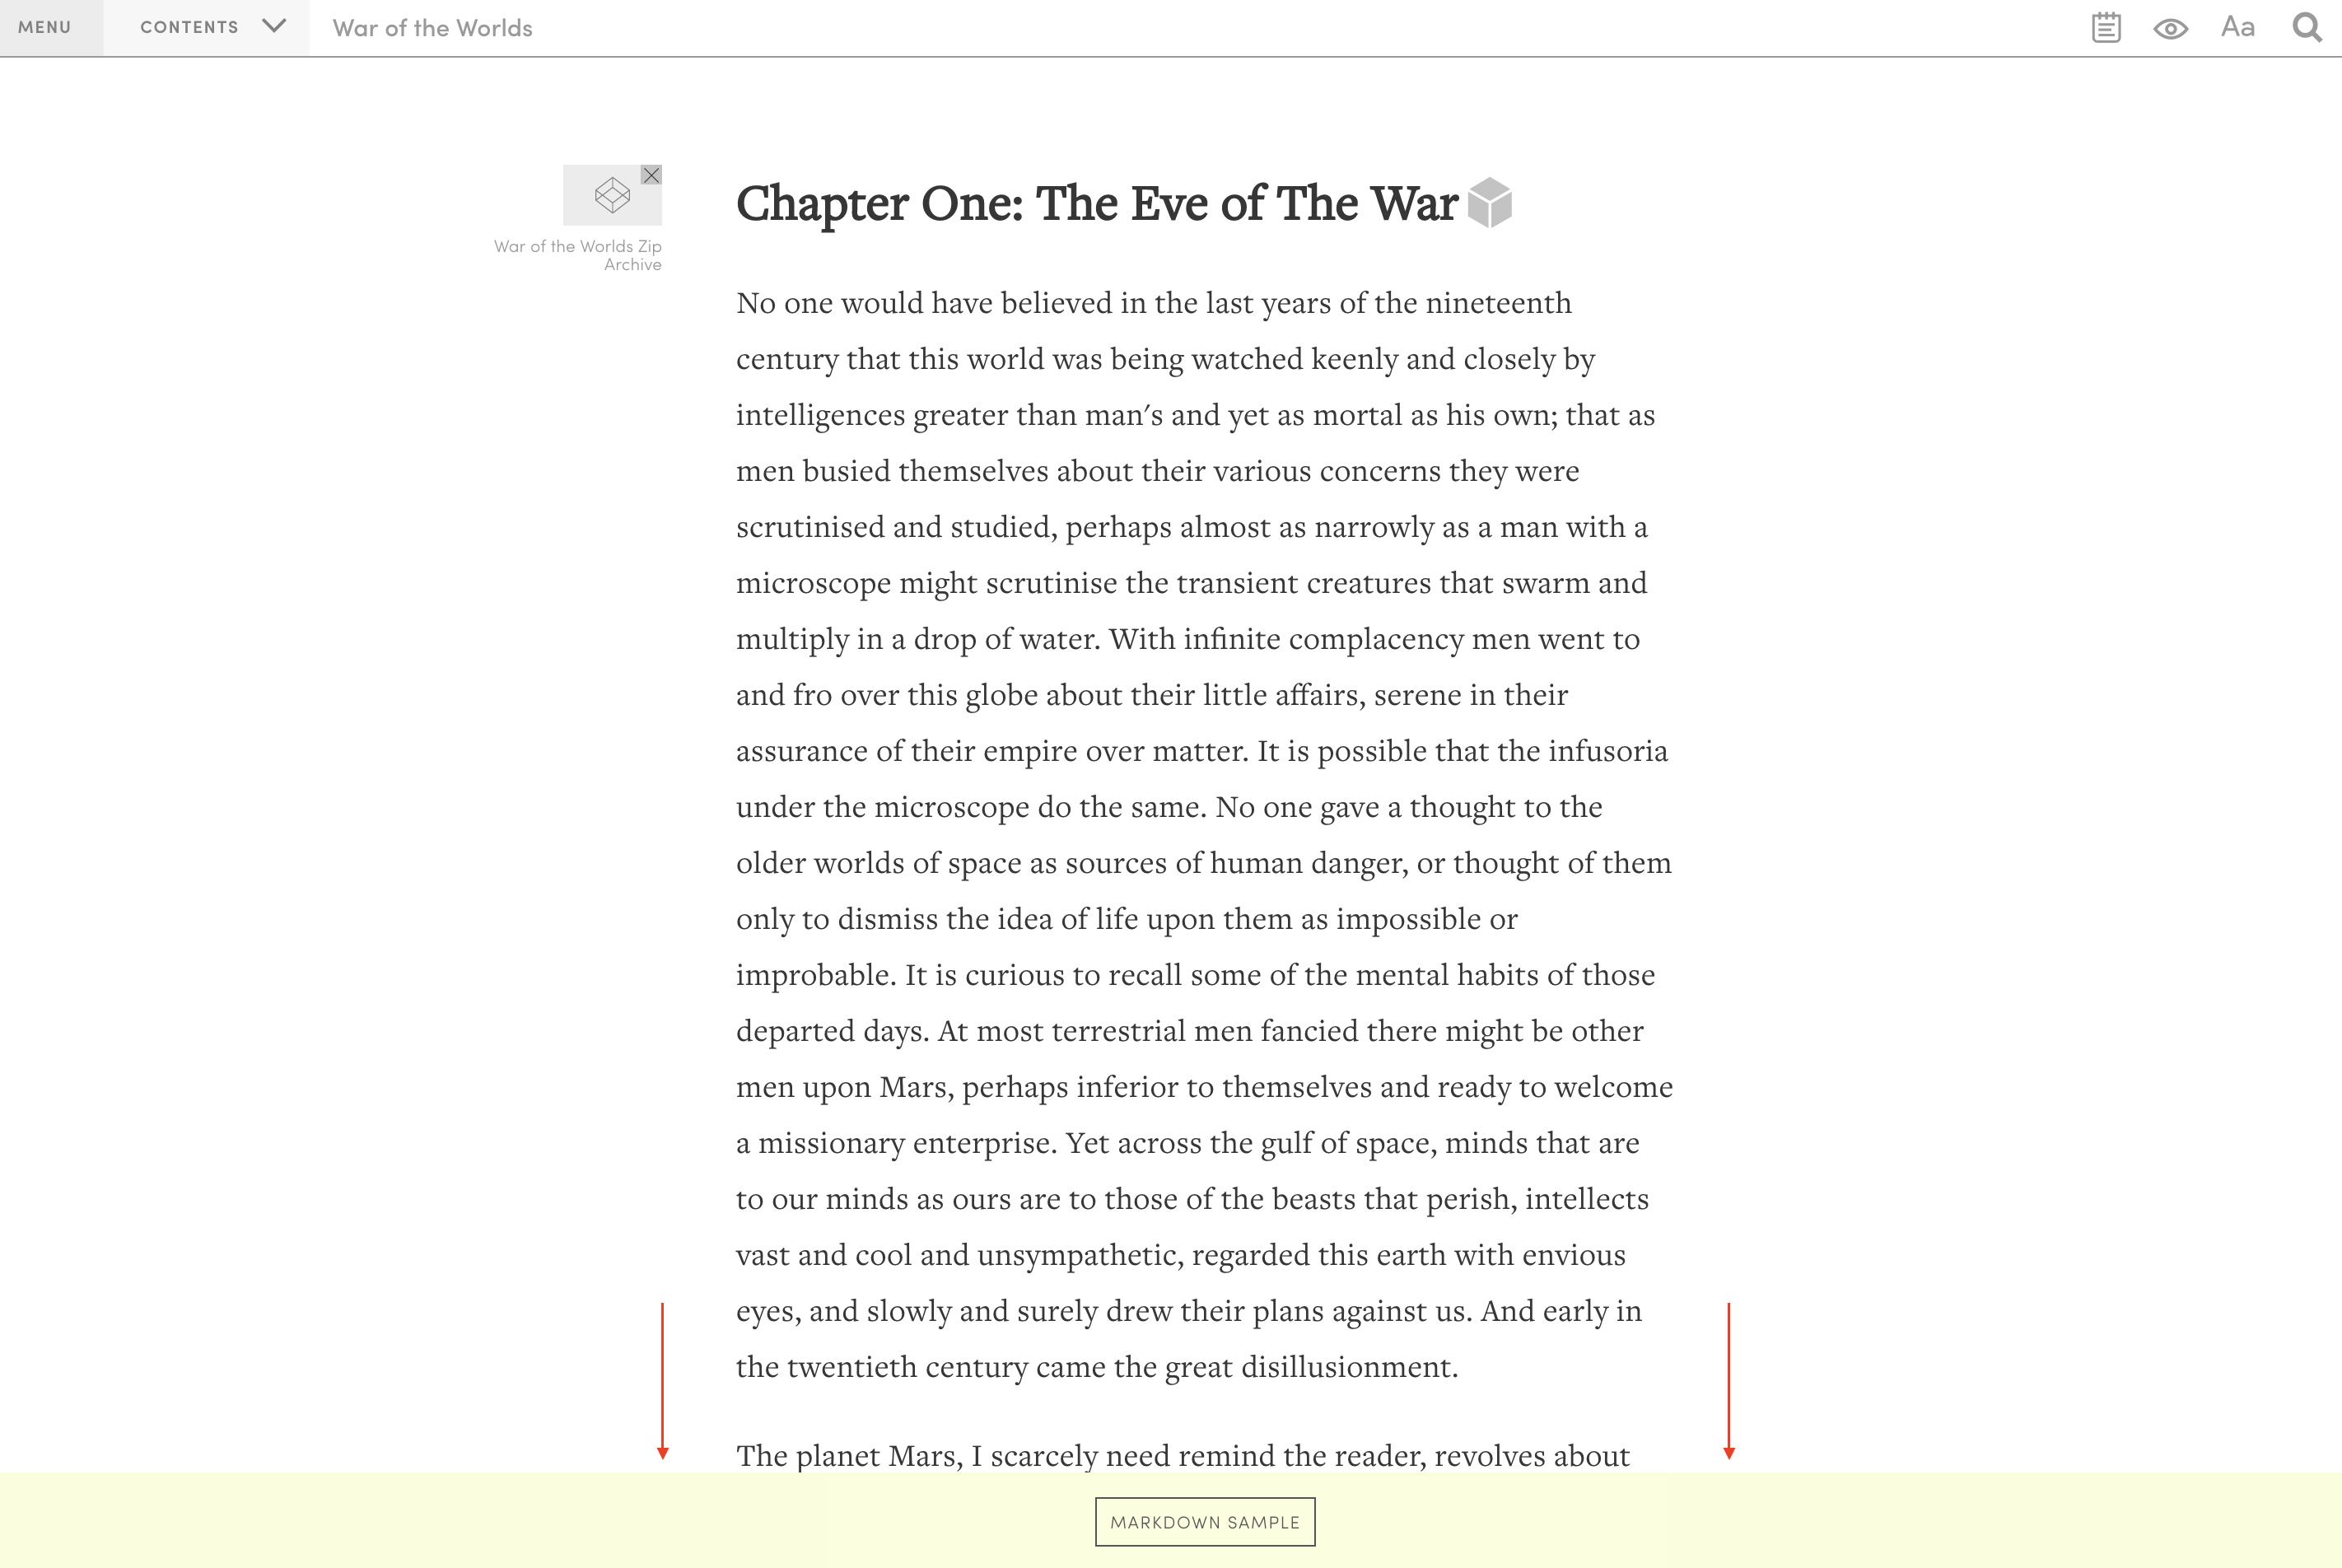 MENU
CONTENTS
War of the Worlds
Aa
War of the Worlds Zip
Archive
Chapter One: The Eve of The War
No one would have believed in the last years of the nineteenth
century that this world was being watched keenly and closely by
intelligences greater than man's and yet as mortal as his own; that as
men busied themselves about their various concerns they were
scrutinised and studied, perhaps almost as narrowly as a man with a
microscope might scrutinise the transient creatures that swarm and
multiply in a drop of water. With infinite complacency men went to
and fro over this globe about their little affairs, serene in their
assurance of their empire over matter. It is possible that the infusoria
under the microscope do the same. No one gave a thought to the
older worlds of space as sources of human danger, or thought of them
only to dismiss the idea of life upon them as impossible or
improbable. It is curious to recall some of the mental habits of those
departed days. At most terrestrial men fancied there might be other
men upon Mars, perhaps inferior to themselves and ready to welcome
a missionary enterprise. Yet across the gulf of space, minds that are
to our minds as ours are to those of the beasts that perish, intellects
vast and cool and unsympathetic, regarded this earth with envious
eyes, and slowly and surely drew their plans against us. And early in
the twentieth century came the great disillusionment.
The planet Mars, I scarcely need remind the reader, revolves about
MARKDOWN SAMPLE